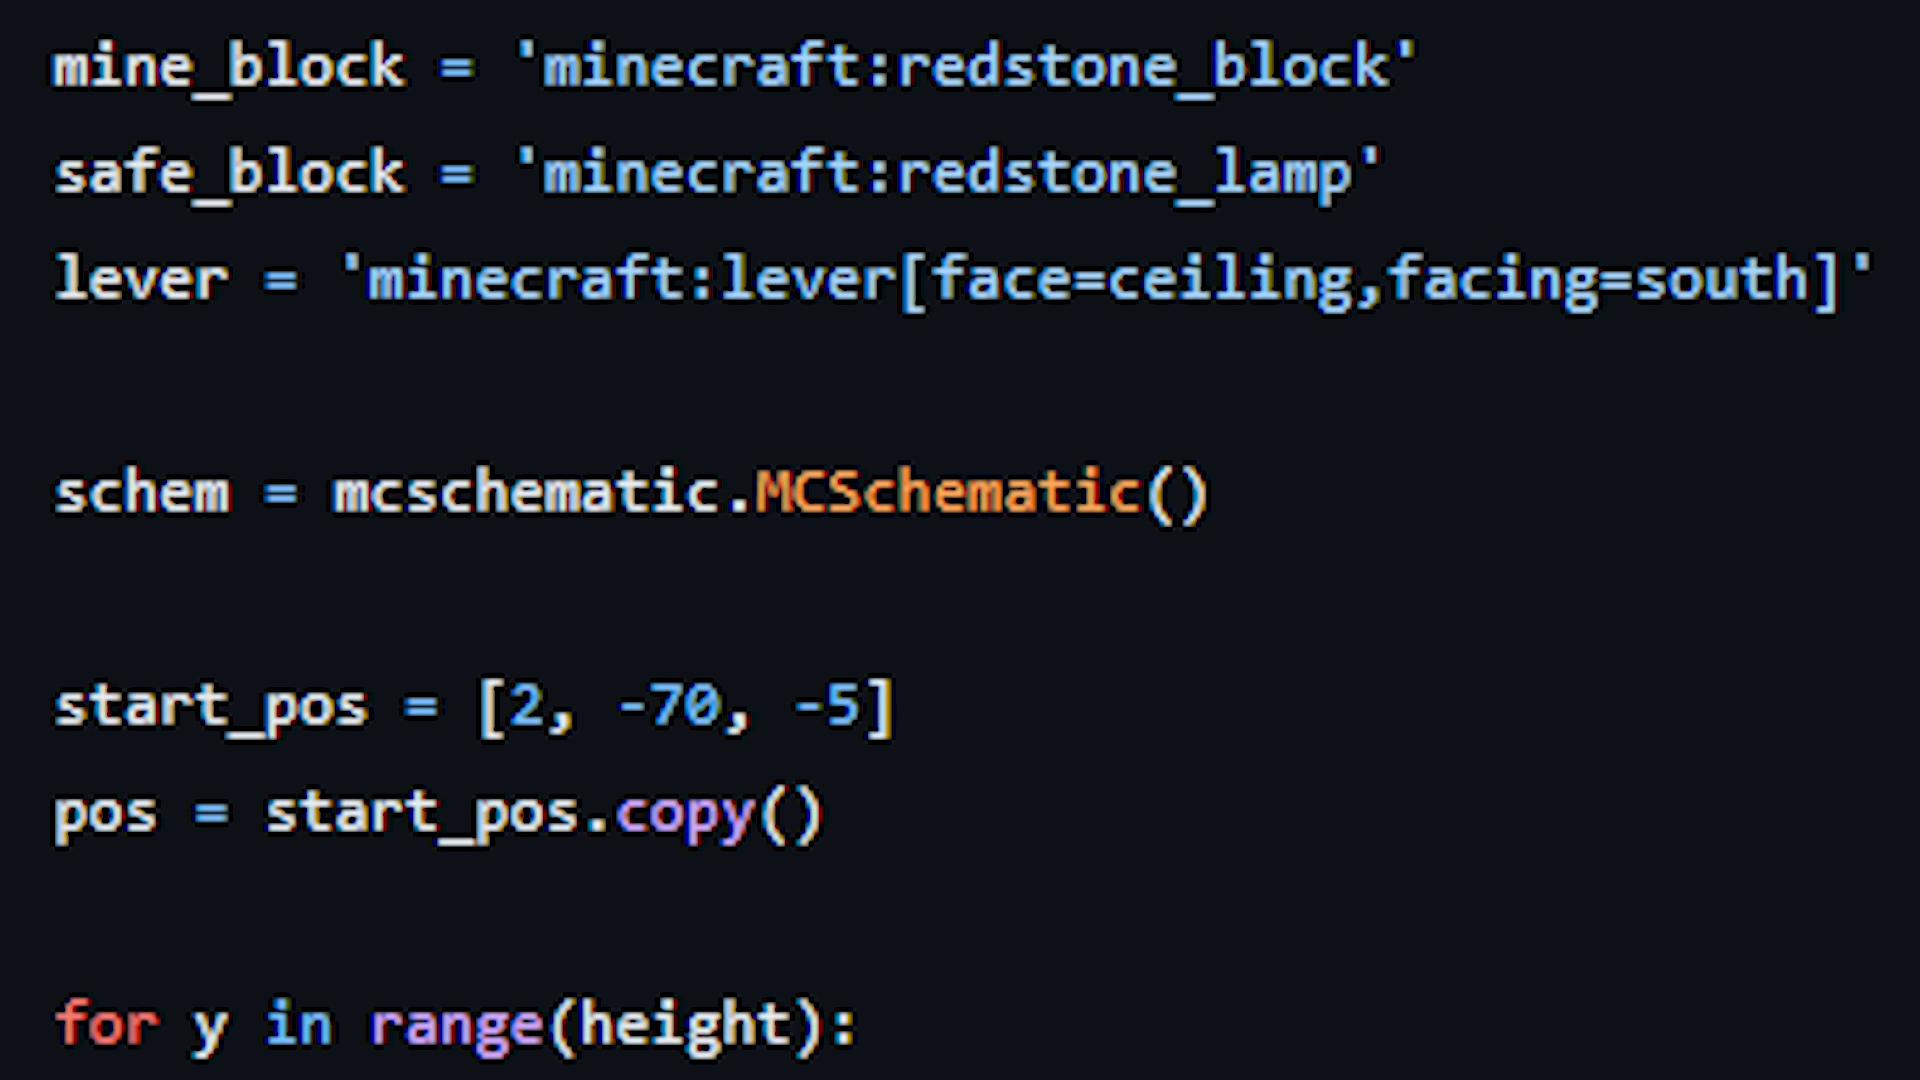 mine_block = 'minecraft:redstone_block'
safe_block = 'minecraft:redstone_lamp'
lever = 'minecraft:lever[face=ceiling,facing=south]'
schem = mcschematic.MCSchematic()
start_pos = [2, -70, -5]
pos = start_pos.copy()
for y in range(height):